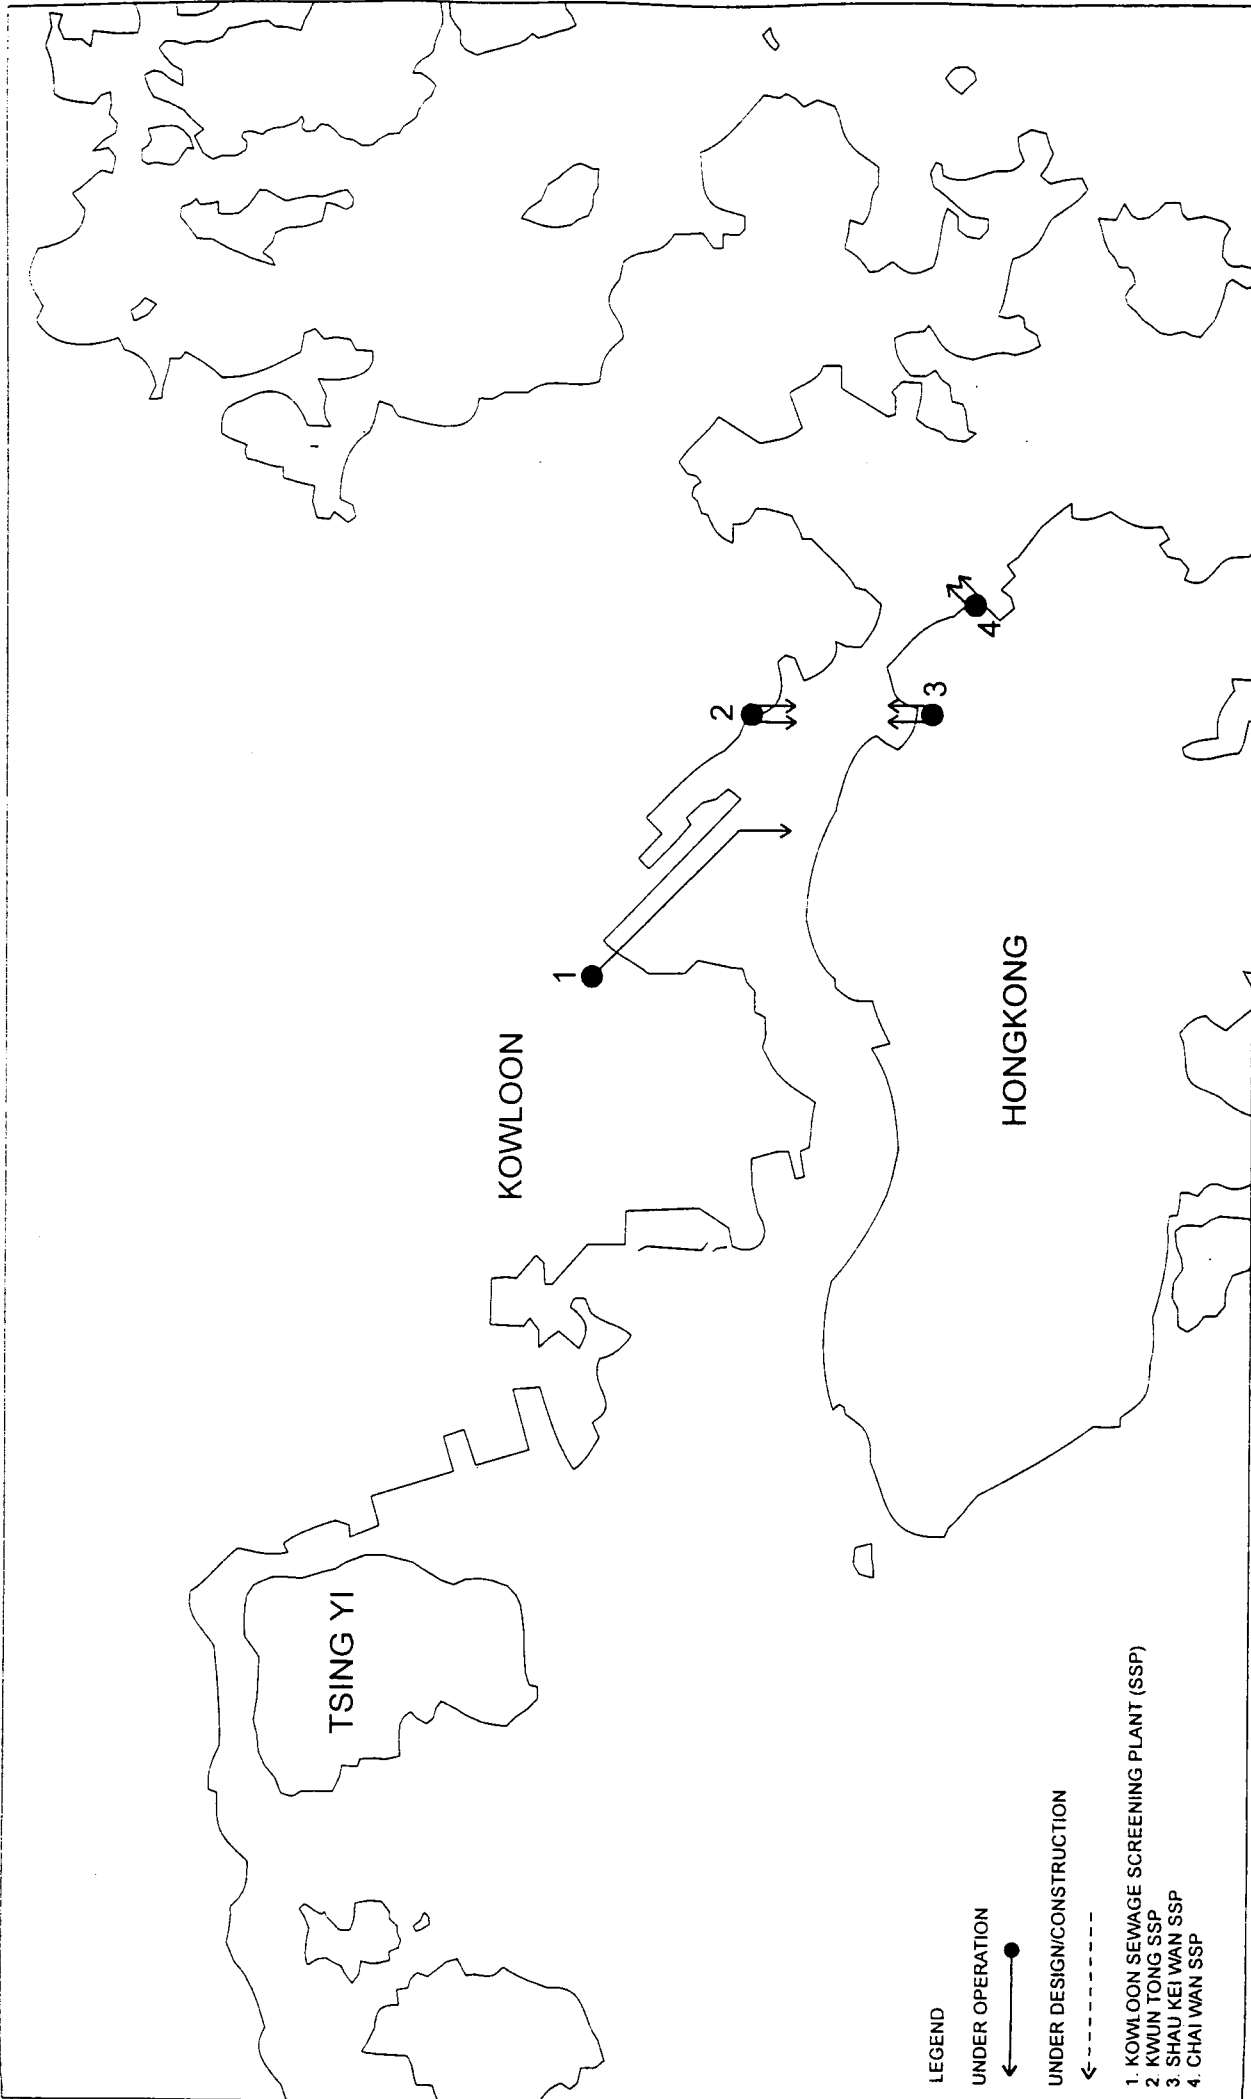 TSING YI
KOWLOON
HONGKONG
1
2
3
4
LEGEND
UNDER OPERATION
UNDER DESIGN/CONSTRUCTION
1. KOWLOON SEWAGE SCREENING PLANT (SSP)
2. KWUN TONG SSP
3. SHAU KEI WAN SSP
4. CHAI WAN SSP